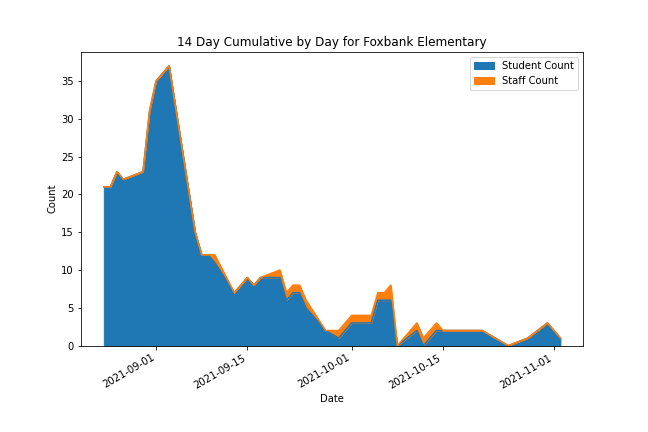 14 Day Cumulative by Day for Foxbank Elementary
Student Count
Staff Count
35
30
25
20
15
10
5
0
Count
2021-09-01
2021-09-15
2021-10-01
2021-10-15
2021-11-01
Date